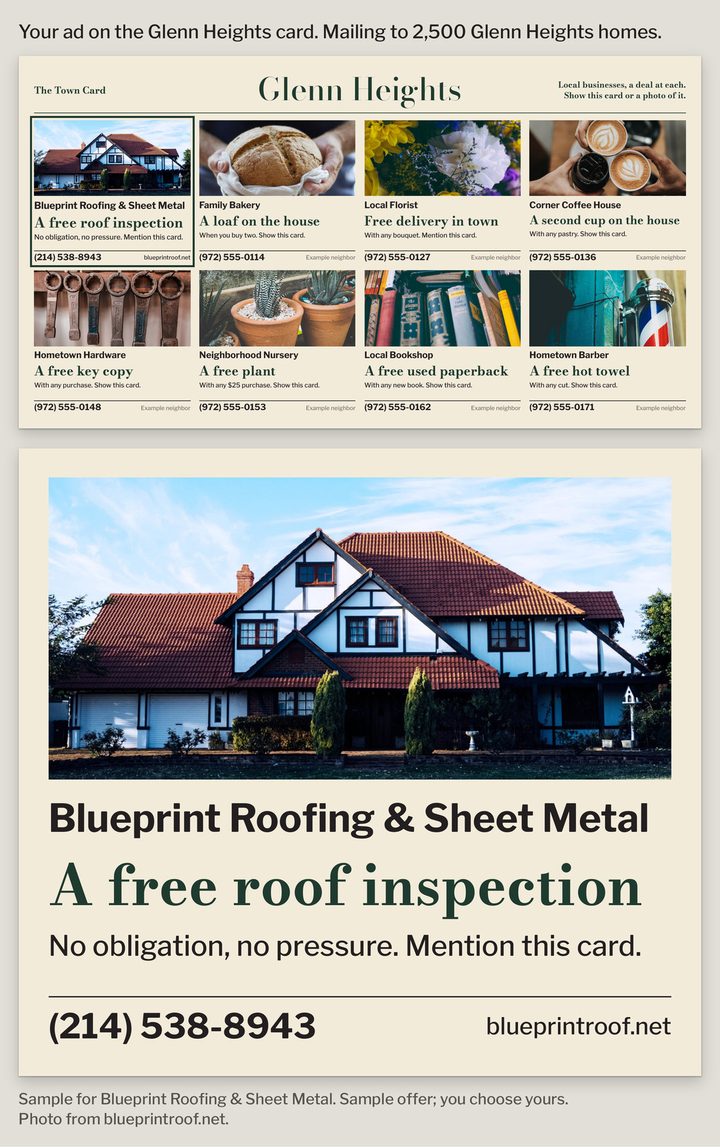 Your ad on the Glenn Heights card. Mailing to 2,500 Glenn Heights homes.
The Town Card
Glenn Heights
Local businesses, a deal at each.
Show this card or a photo of it.
Blueprint Roofing & Sheet Metal
A free roof inspection
No obligation, no pressure. Mention this card.
(214) 538-8943
blueprintroof.net
Family Bakery
A loaf on the house
When you buy two. Show this card.
(972) 555-0114
Example neighbor
Local Florist
Free delivery in town
With any bouquet. Mention this card.
(972) 555-0127
Example neighbor
Corner Coffee House
A second cup on the house
With any pastry. Show this card.
(972) 555-0136
Example neighbor
Hometown Hardware
A free key copy
With any purchase. Show this card.
(972) 555-0148
Example neighbor
Neighborhood Nursery
A free plant
With any $25 purchase. Show this card.
(972) 555-0153
Example neighbor
Local Bookshop
A free used paperback
With any new book. Show this card.
(972) 555-0162
Example neighbor
Hometown Barber
A free hot towel
With any cut. Show this card.
(972) 555-0171
Example neighbor
Blueprint Roofing & Sheet Metal
A free roof inspection
No obligation, no pressure. Mention this card.
(214) 538-8943
blueprintroof.net
Sample for Blueprint Roofing & Sheet Metal. Sample offer; you choose yours.
Photo from blueprintroof.net.